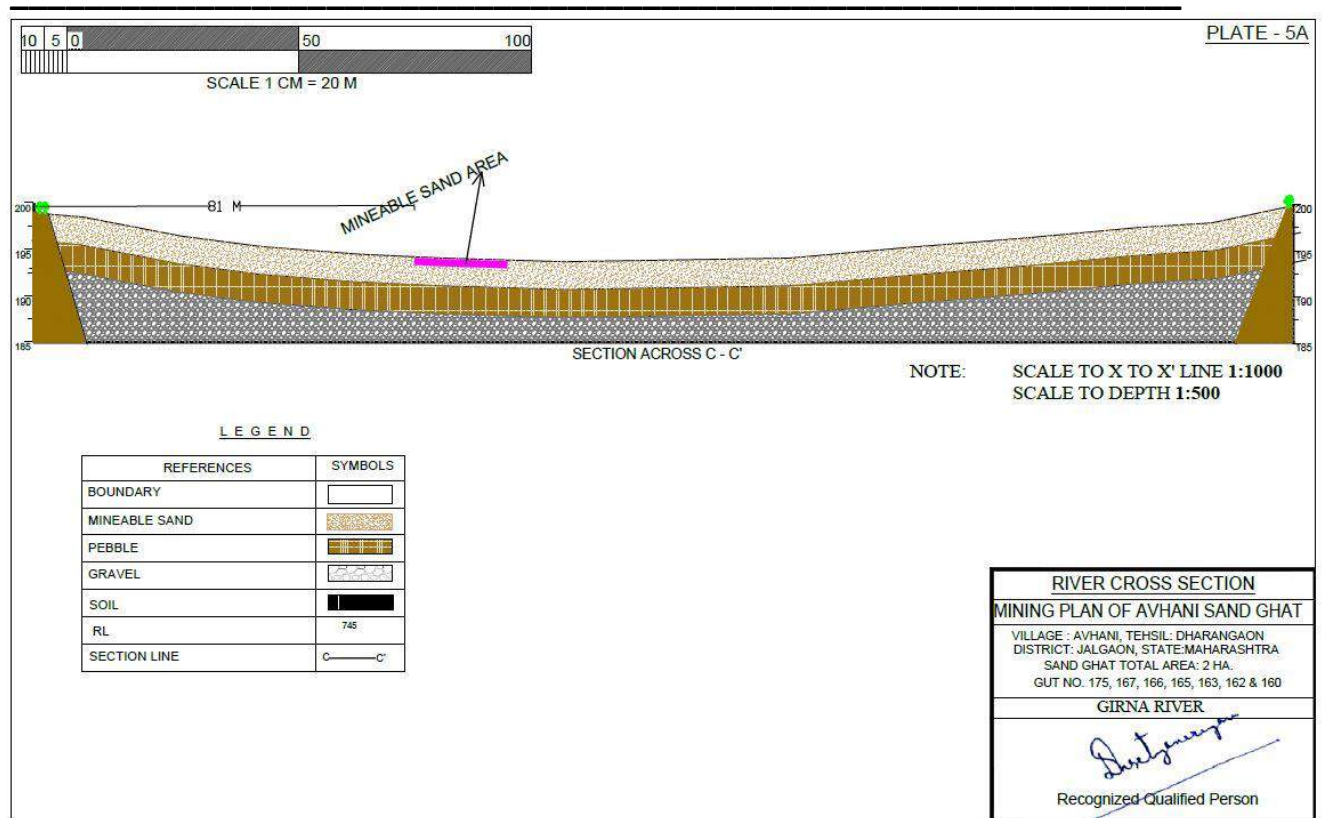 PLATE - 5A
10 5 0 50 100
SCALE 1 CM = 20 M
MINEABLE SAND AREA
81 M
200
195
190
185
200
195
190
185
SECTION ACROSS C - C'
NOTE: SCALE TO X TO X' LINE 1:1000
SCALE TO DEPTH 1:500
LEGEND
REFERENCES SYMBOLS
BOUNDARY
MINEABLE SAND
PEBBLE
GRAVEL
SOIL
RL 745
SECTION LINE C C'
RIVER CROSS SECTION
MINING PLAN OF AVHANI SAND GHAT
VILLAGE : AVHANI, TEHSIL: DHARANGAON
DISTRICT: JALGAON, STATE:MAHARASHTRA
SAND GHAT TOTAL AREA: 2 HA.
GUT NO. 175, 167, 166, 165, 163, 162 & 160
GIRNA RIVER
Recognized Qualified Person